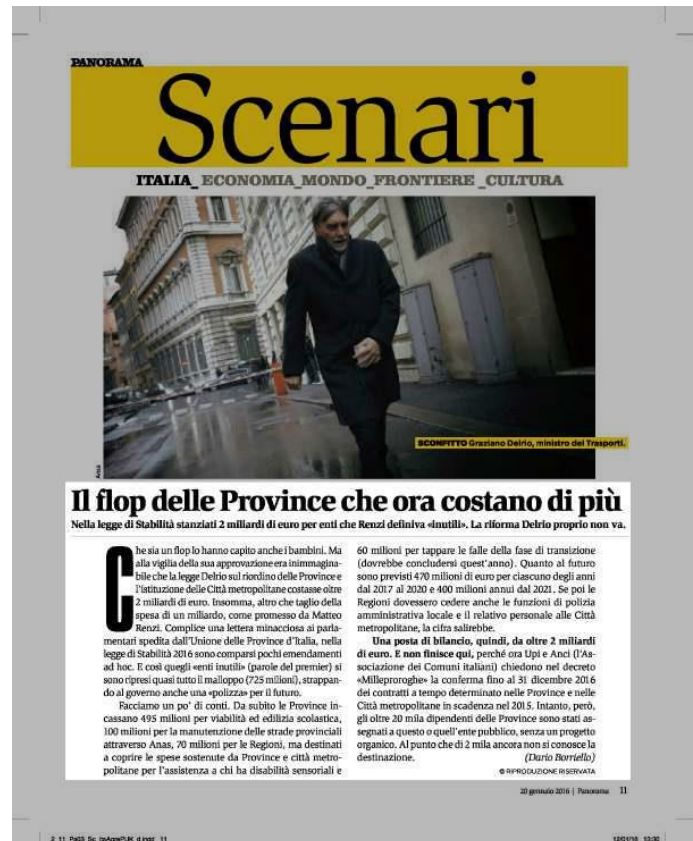 PANORAMA
Scenari
ITALIA_ECONOMIA_MONDO_FRONTIERE_CULTURA
SCONFITTO Graziano Delrio, ministro dei Trasporti.
Ansa
Il flop delle Province che ora costano di più
Nella legge di Stabilità stanziati 2 miliardi di euro per enti che Renzi definiva «inutili». La riforma Delrio proprio non va.
Che sia un flop lo hanno capito anche i bambini. Ma
alla vigilia della sua approvazione era inimmagina-
bile che la legge Delrio sul riordino delle Province e
l'istituzione delle Città metropolitane costasse oltre
2 miliardi di euro. Insomma, altro che taglio della
spesa di un miliardo, come promesso da Matteo
Renzi. Complice una lettera minacciosa ai parla-
mentari spedita dall'Unione delle Province d'Italia, nella
legge di Stabilità 2016 sono comparsi pochi emendamenti
ad hoc. E così quegli «enti inutili» (parole del premier) si
sono ripresi quasi tutto il malloppo (725 milioni), strappan-
do al governo anche una «polizza» per il futuro.
Facciamo un po' di conti. Da subito le Province in-
cassano 495 milioni per viabilità ed edilizia scolastica,
100 milioni per la manutenzione delle strade provinciali
attraverso Anas, 70 milioni per le Regioni, ma destinati
a coprire le spese sostenute da Province e città metro-
politane per l'assistenza a chi ha disabilità sensoriali e
60 milioni per tappare le falle della fase di transizione
(dovrebbe concludersi quest'anno). Quanto al futuro
sono previsti 470 milioni di euro per ciascuno degli anni
dal 2017 al 2020 e 400 milioni annui dal 2021. Se poi le
Regioni dovessero cedere anche le funzioni di polizia
amministrativa locale e il relativo personale alle Città
metropolitane, la cifra salirebbe.
Una posta di bilancio, quindi, da oltre 2 miliardi
di euro. E non finisce qui, perché ora Upi e Anci (l'As-
sociazione dei Comuni italiani) chiedono nel decreto
«Milleproroghe» la conferma fino al 31 dicembre 2016
dei contratti a tempo determinato nelle Province e nelle
Città metropolitane in scadenza nel 2015. Intanto, però,
gli oltre 20 mila dipendenti delle Province sono stati as-
segnati a questo o quell'ente pubblico, senza un progetto
organico. Al punto che di 2 mila ancora non si conosce la
destinazione. (Dario Borriello)
© RIPRODUZIONE RISERVATA
20 gennaio 2016 | Panorama 11